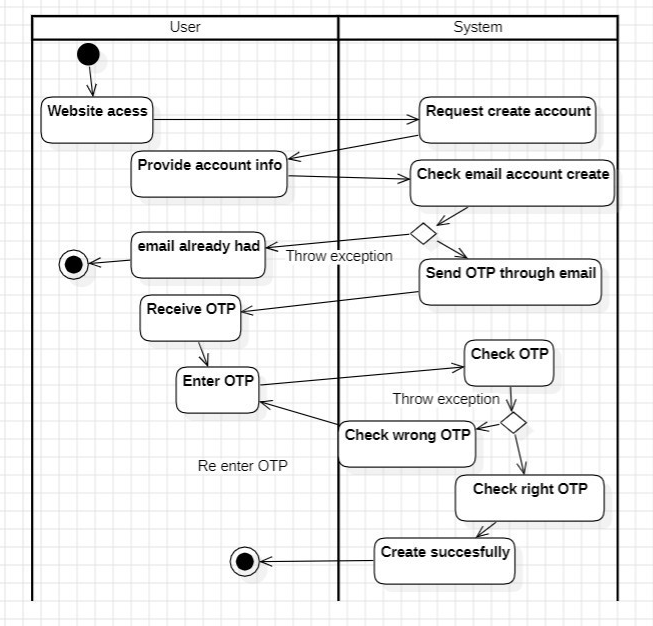 User
System
Website acess
Request create account
Provide account info
Check email account create
email already had
Throw exception
Send OTP through email
Receive OTP
Check OTP
Enter OTP
Throw exception
Check wrong OTP
Re enter OTP
Check right OTP
Create succesfully